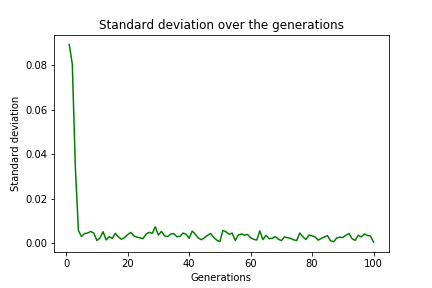 Standard deviation over the generations
Standard deviation
0.08
0.06
0.04
0.02
0.00
0 20 40 60 80 100
Generations